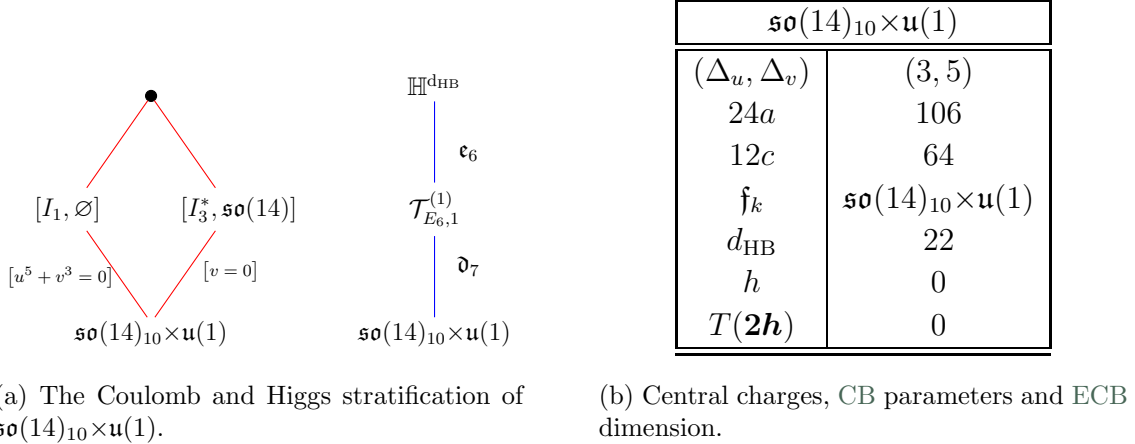 𝔰𝔬(14)₁₀×𝔲(1)
(Δᵤ, Δᵥ) (3, 5)
24a 106
12c 64
𝔣ₖ 𝔰𝔬(14)₁₀×𝔲(1)
d_HB 22
h 0
T(2h) 0
ℍ^{d_HB}
𝔢₆
[I₁, ∅] [I₃*, 𝔰𝔬(14)] 𝒯^{(1)}_{E₆,1}
[u⁵ + v³ = 0] [v = 0] 𝔡₇
𝔰𝔬(14)₁₀×𝔲(1) 𝔰𝔬(14)₁₀×𝔲(1)
(a) The Coulomb and Higgs stratification of
𝔰𝔬(14)₁₀×𝔲(1).
(b) Central charges, CB parameters and ECB
dimension.